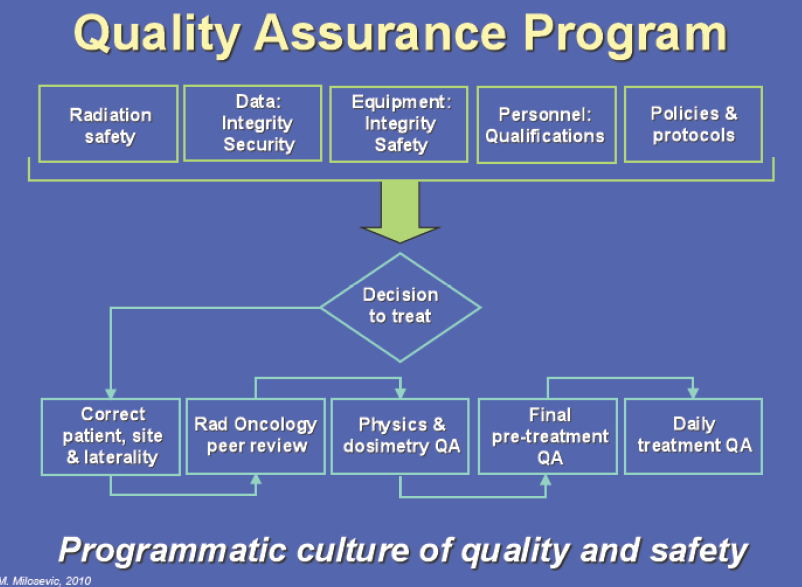 Quality Assurance Program
Radiation
safety
Data:
Integrity
Security
Equipment:
Integrity
Safety
Personnel:
Qualifications
Policies &
protocols
Decision
to treat
Correct
patient, site
& laterality
Rad Oncology
peer review
Physics &
dosimetry QA
Final
pre-treatment
QA
Daily
treatment QA
Programmatic culture of quality and safety
M. Milosevic, 2010